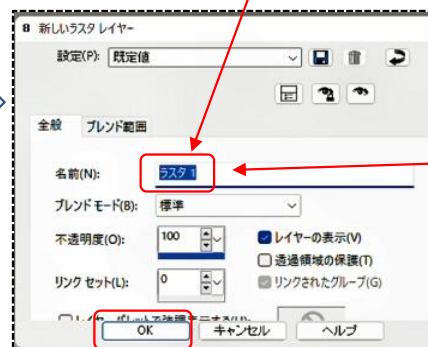 8 新しいラスタ レイヤー
設定(P): 既定値
全般 ブレンド範囲
名前(N): ラスタ 1
ブレンド モード(B): 標準
不透明度(O): 100 レイヤーの表示(V)
透過領域の保護(T)
リンク セット(L): 0 リンクされたグループ(G)
OK キャンセル ヘルプ